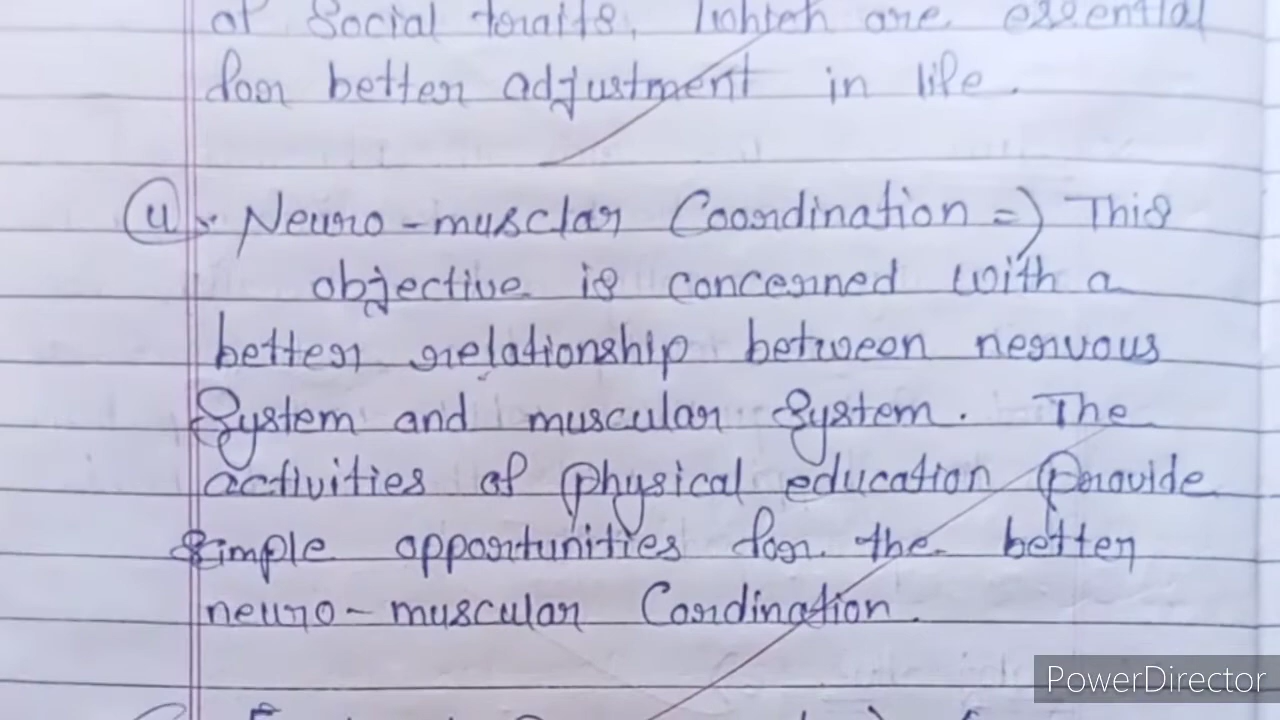 of Social traits, which are essential
for better adjustment in life.
4. Neuro-musclar Coordination => This
objective is concerned with a
better relationship between nervous
System and muscular System. The
activities of physical education provide
simple opportunities for the better
neuro-muscular Cordination.
PowerDirector